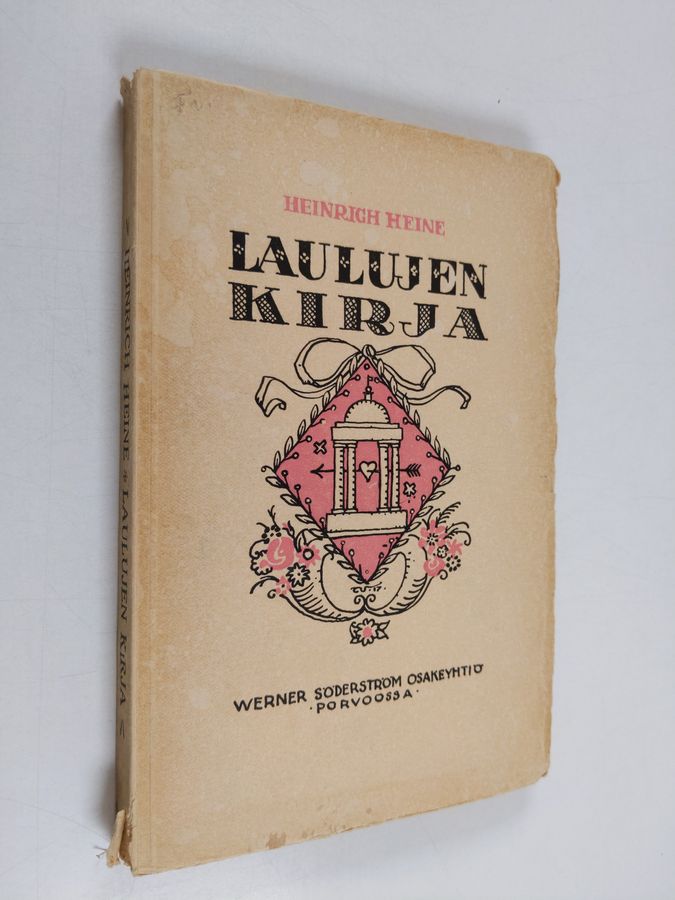 HEINRICH HEINE
LAULUJEN
KIRJA
WERNER SÖDERSTRÖM OSAKEYHTIÖ
· PORVOOSSA ·
HEINRICH HEINE * LAULUJEN KIRJA